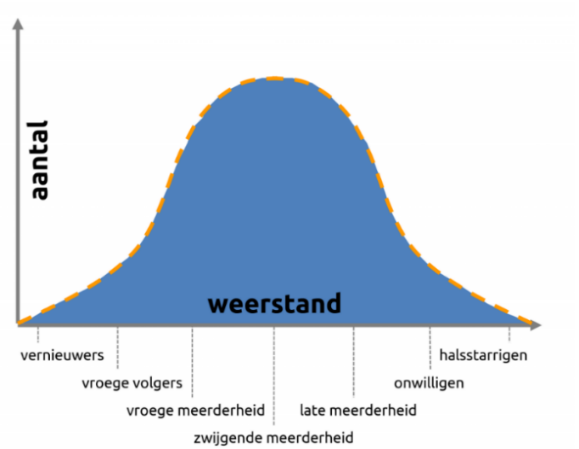 aantal
weerstand
vernieuwers
halsstarrigen
vroege volgers
onwilligen
vroege meerderheid
late meerderheid
zwijgende meerderheid